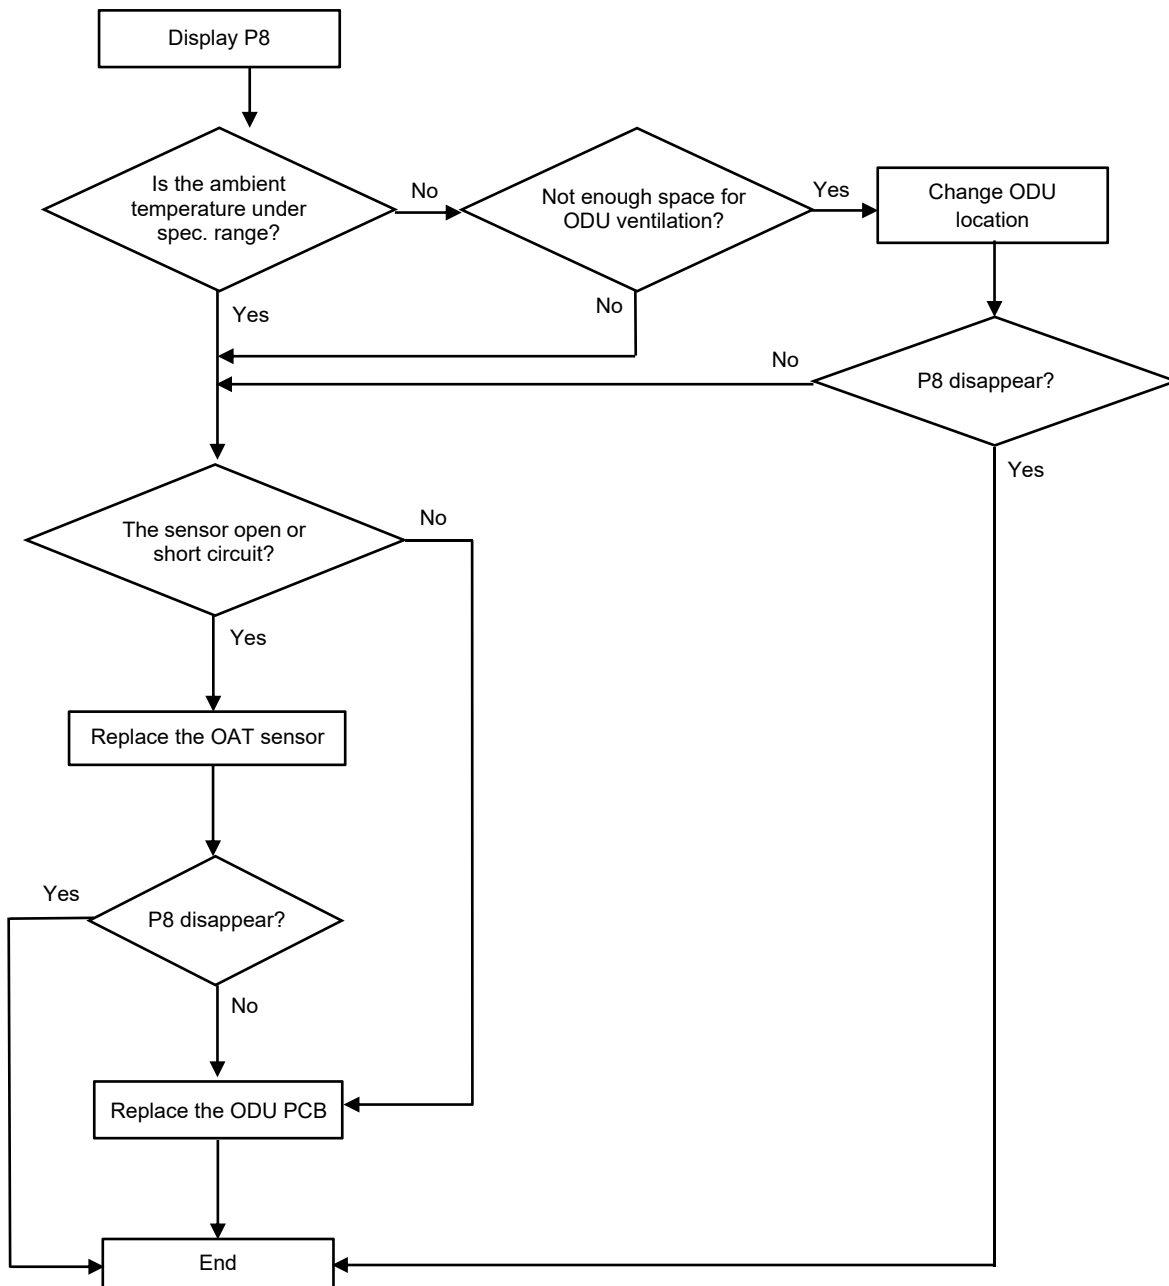 Display P8
Is the ambient
temperature under
spec. range?
No
Not enough space for
ODU ventilation?
Yes
Change ODU
location
Yes
No
No
P8 disappear?
Yes
The sensor open or
short circuit?
No
Yes
Replace the OAT sensor
Yes
P8 disappear?
No
Replace the ODU PCB
End